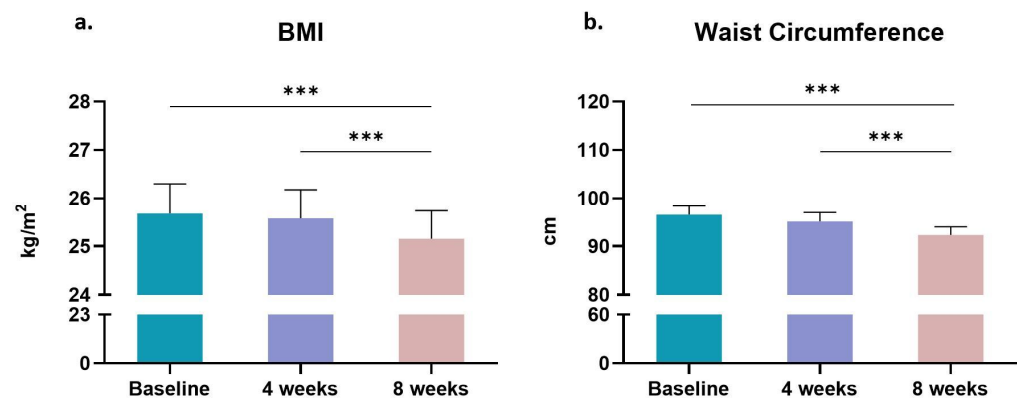 a.
BMI
***
***
28
27
26
25
24
23
0
kg/m²
Baseline 4 weeks 8 weeks
b.
Waist Circumference
***
***
120
110
100
90
80
60
0
cm
Baseline 4 weeks 8 weeks